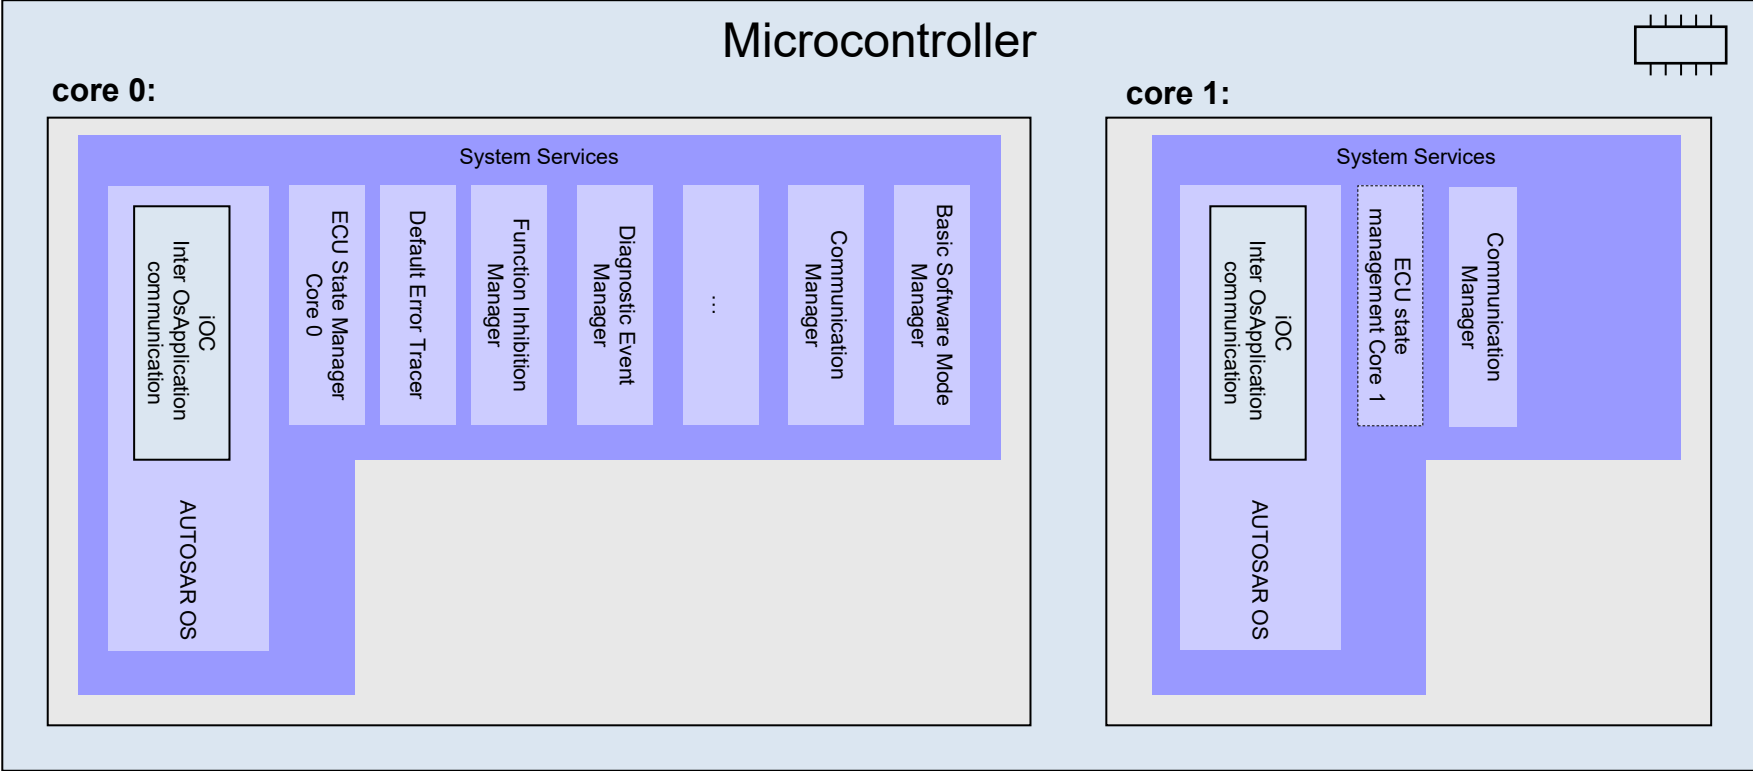 Microcontroller
core 0:
System Services
iOC
Inter OsApplication
communication
AUTOSAR OS
ECU State Manager
Core 0
Default Error Tracer
Function Inhibition
Manager
Diagnostic Event
Manager
...
Communication
Manager
Basic Software Mode
Manager
core 1:
System Services
iOC
Inter OsApplication
communication
AUTOSAR OS
ECU state
management Core 1
Communication
Manager